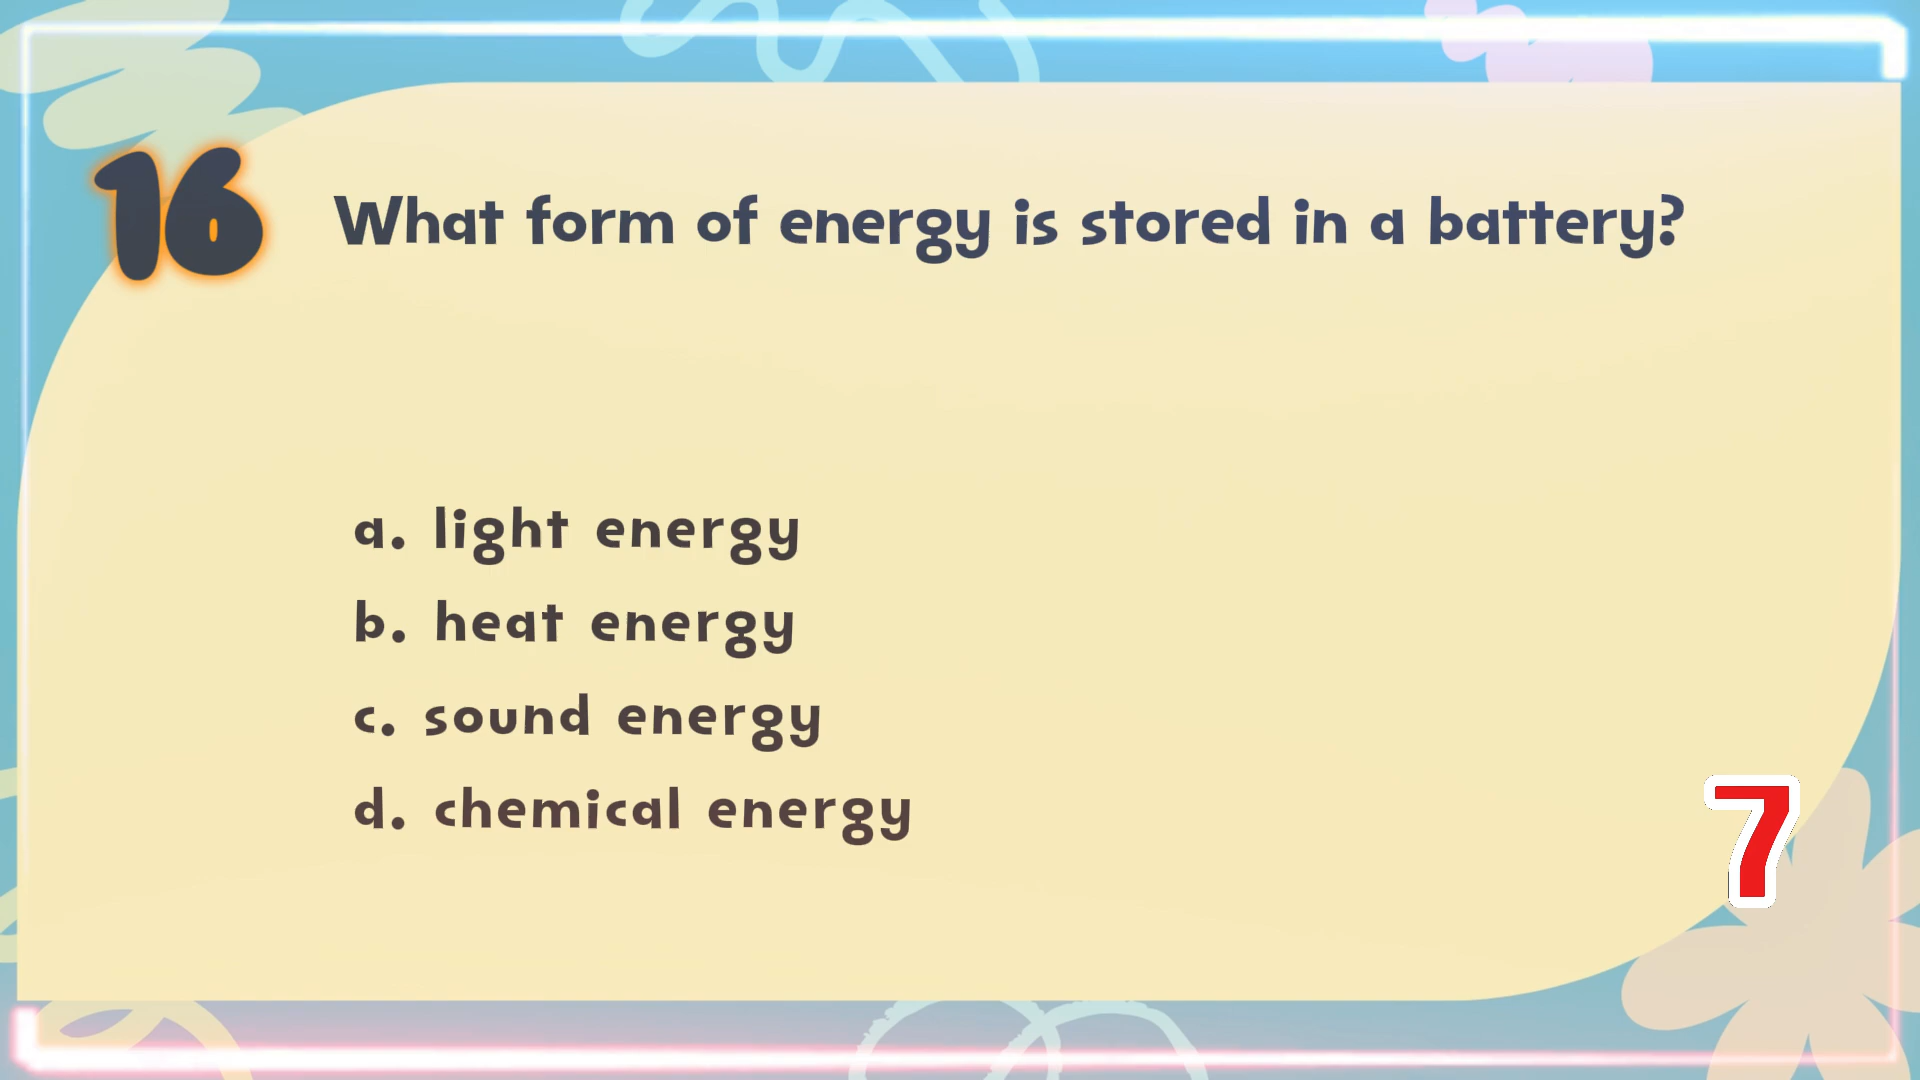 16
What form of energy is stored in a battery?
a. light energy
b. heat energy
c. sound energy
d. chemical energy
7